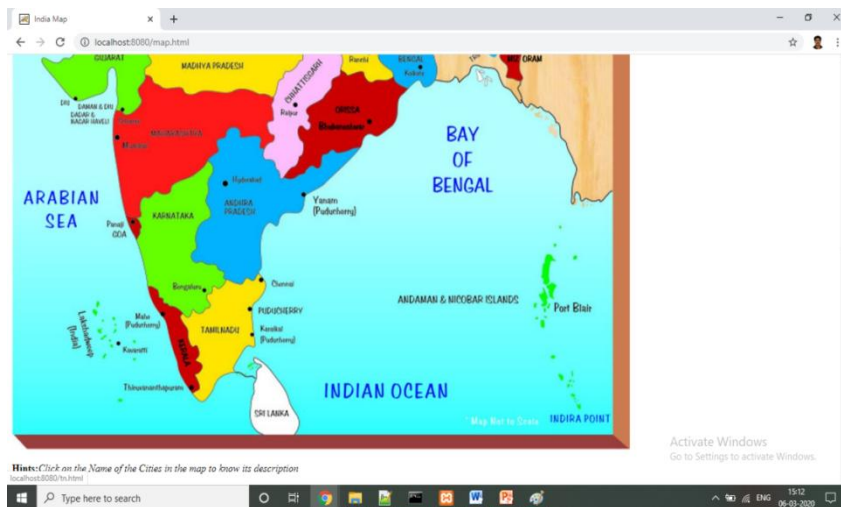 India Map
localhost:8080/map.html
GUJARAT
MADHYA PRADESH
Ranchi
BENGAL
Kolkata
CHHATTISGARH
Raipur
ORISSA
Bhubaneswar
DIU
DAMAN & DIU
DADAR &
NAGAR HAVELI
Mumbai
MAHARASHTRA
BAY
OF
BENGAL
Hyderabad
ANDHRA
PRADESH
Yanam
(Puducherry)
ARABIAN
SEA
KARNATAKA
Panaji
GOA
Bengaluru
Chennai
ANDAMAN & NICOBAR ISLANDS
Port Blair
PUDUCHERRY
Mahe
(Puducherry)
TAMILNADU
Karaikal
(Puducherry)
Lakshadweep
(India)
Kavaratti
KERALA
Thiruvananthapuram
INDIAN OCEAN
SRI LANKA
* Map Not to Scale
INDIRA POINT
Activate Windows
Go to Settings to activate Windows.
Hints:Click on the Name of the Cities in the map to know its description
localhost:8080/tn.html
Type here to search
ENG
15:12
06-03-2020